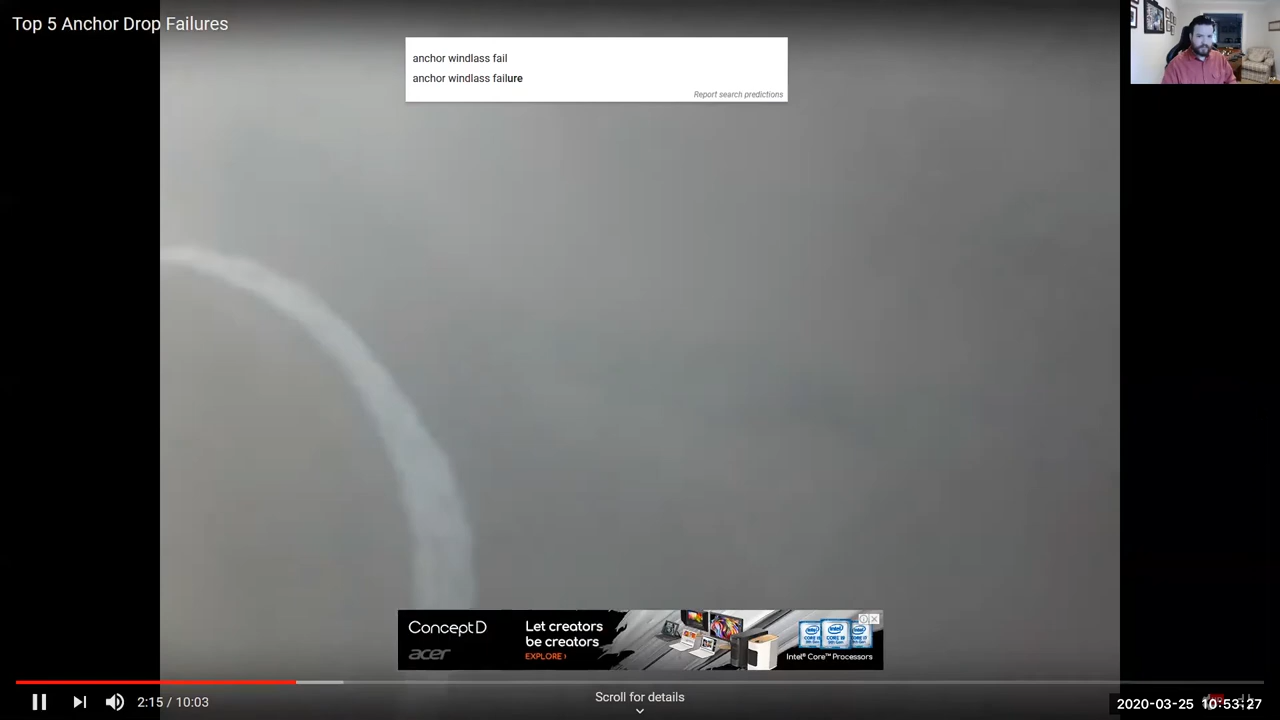 Top 5 Anchor Drop Failures
anchor windlass fail
anchor windlass failure
Report search predictions
ConceptD
acer
Let creators
be creators
EXPLORE ›
Intel® Core™ Processors
2:15 / 10:03
Scroll for details
2020-03-25 10:53:27